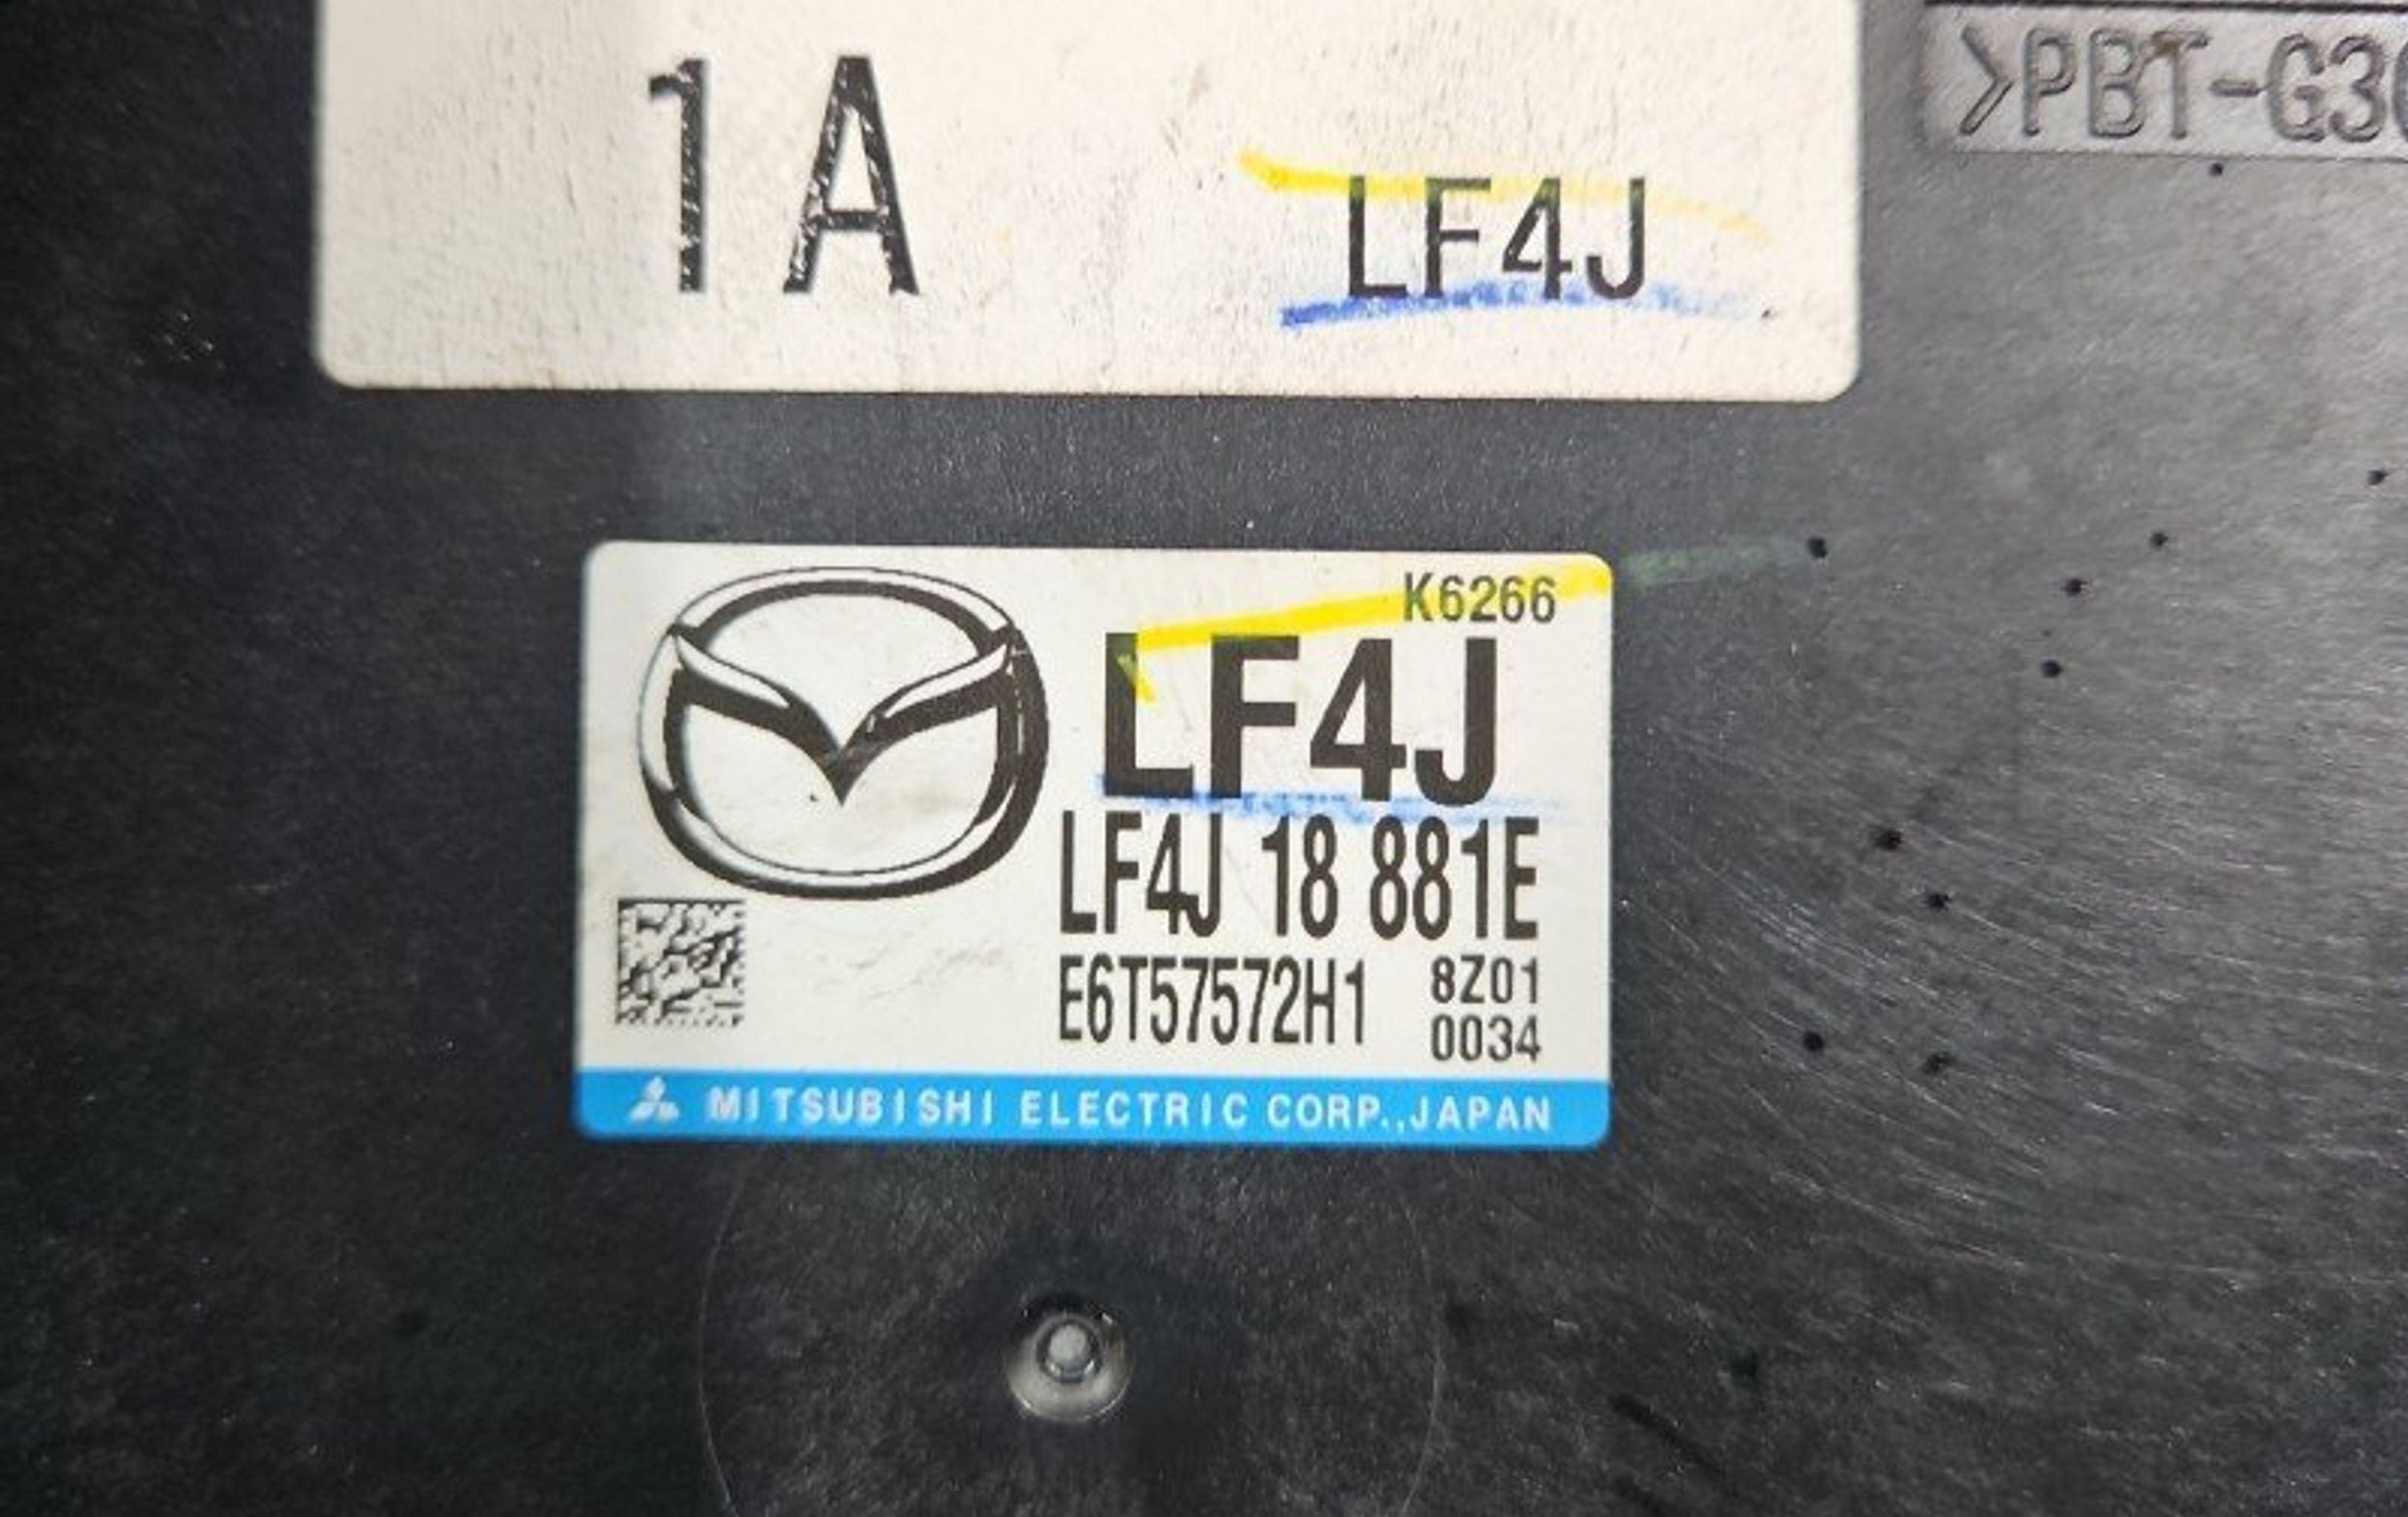 1A
LF4J
>PBT-G3
K6266
LF4J
LF4J 18 881E
E6T57572H1 8Z01
0034
MITSUBISHI ELECTRIC CORP.,JAPAN